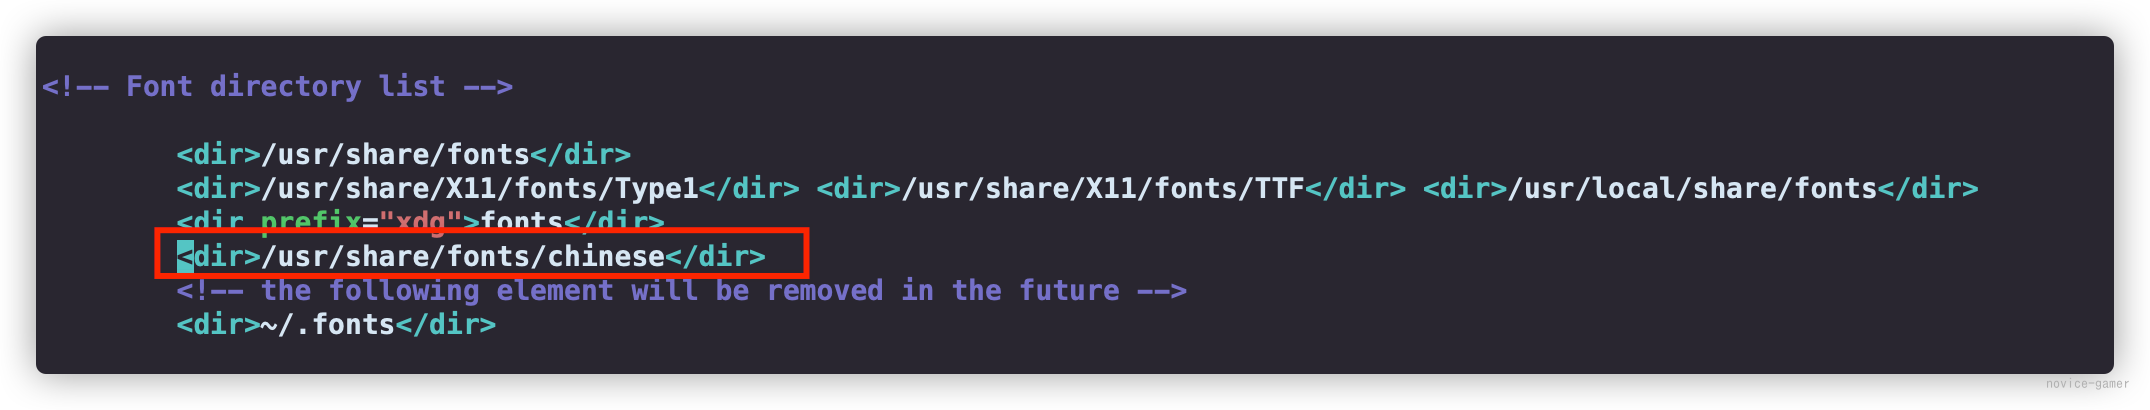 <!-- Font directory list -->
<dir>/usr/share/fonts</dir>
<dir>/usr/share/X11/fonts/Type1</dir> <dir>/usr/share/X11/fonts/TTF</dir> <dir>/usr/local/share/fonts</dir>
<dir prefix="xdg">fonts</dir>
<dir>/usr/share/fonts/chinese</dir>
<!-- the following element will be removed in the future -->
<dir>~/.fonts</dir>
novice-gamer